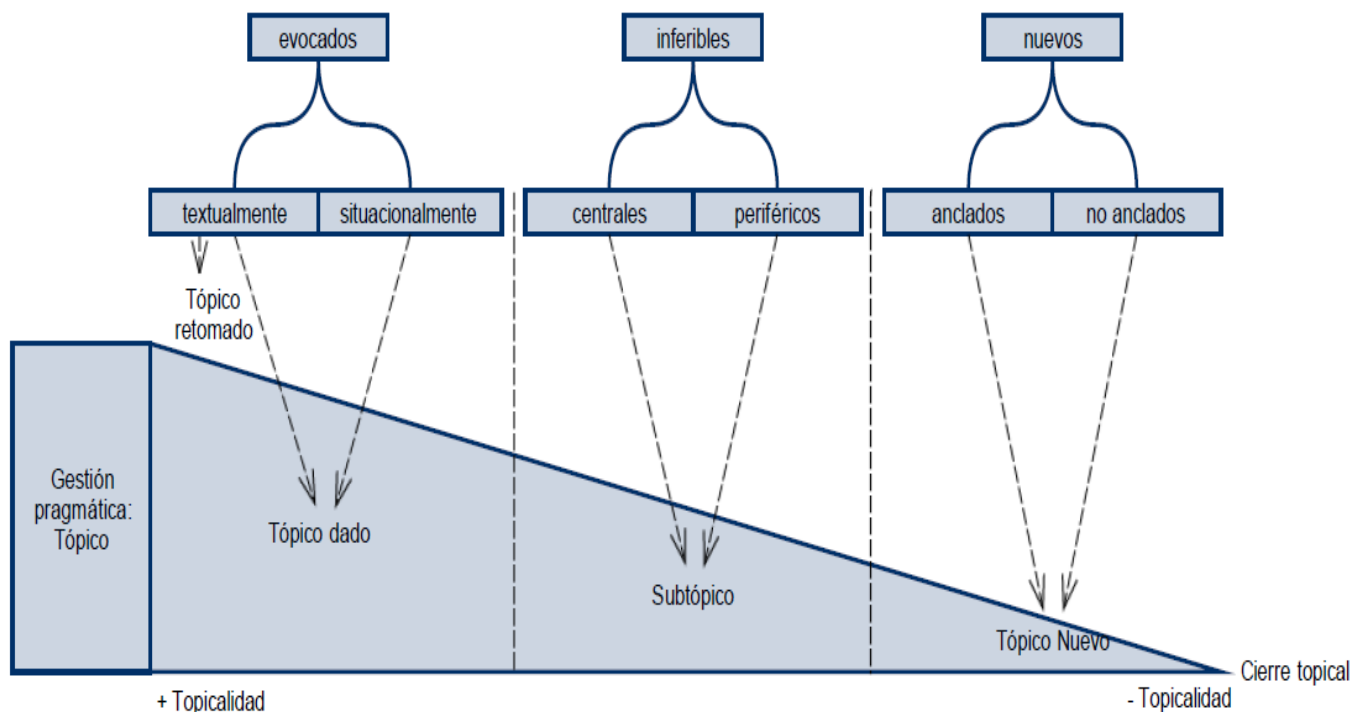 evocados
inferibles
nuevos
textualmente
situacionalmente
centrales
periféricos
anclados
no anclados
Tópico
retomado
Gestión
pragmática:
Tópico
Tópico dado
Subtópico
Tópico Nuevo
Cierre topical
+ Topicalidad
- Topicalidad